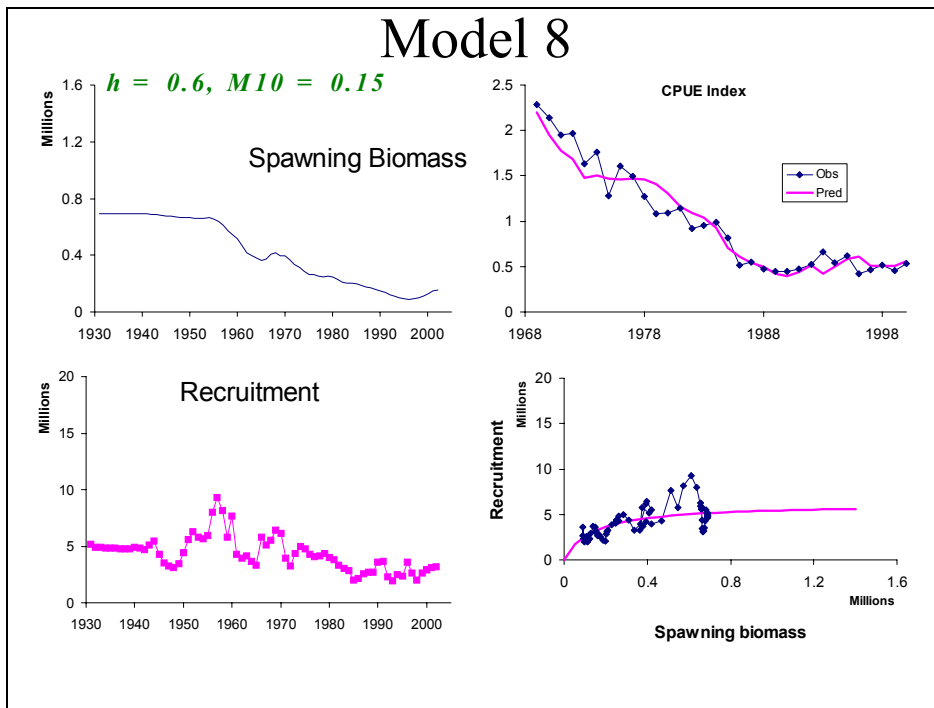 Model 8
h = 0.6, M10 = 0.15
Millions
1.6
1.2
0.8
0.4
0
Spawning Biomass
1930 1940 1950 1960 1970 1980 1990 2000
CPUE Index
2.5
2
1.5
1
0.5
0
Obs
Pred
1968 1978 1988 1998
Millions
20
15
10
5
0
Recruitment
1930 1940 1950 1960 1970 1980 1990 2000
Recruitment
Millions
20
15
10
5
0
0 0.4 0.8 1.2 1.6
Millions
Spawning biomass